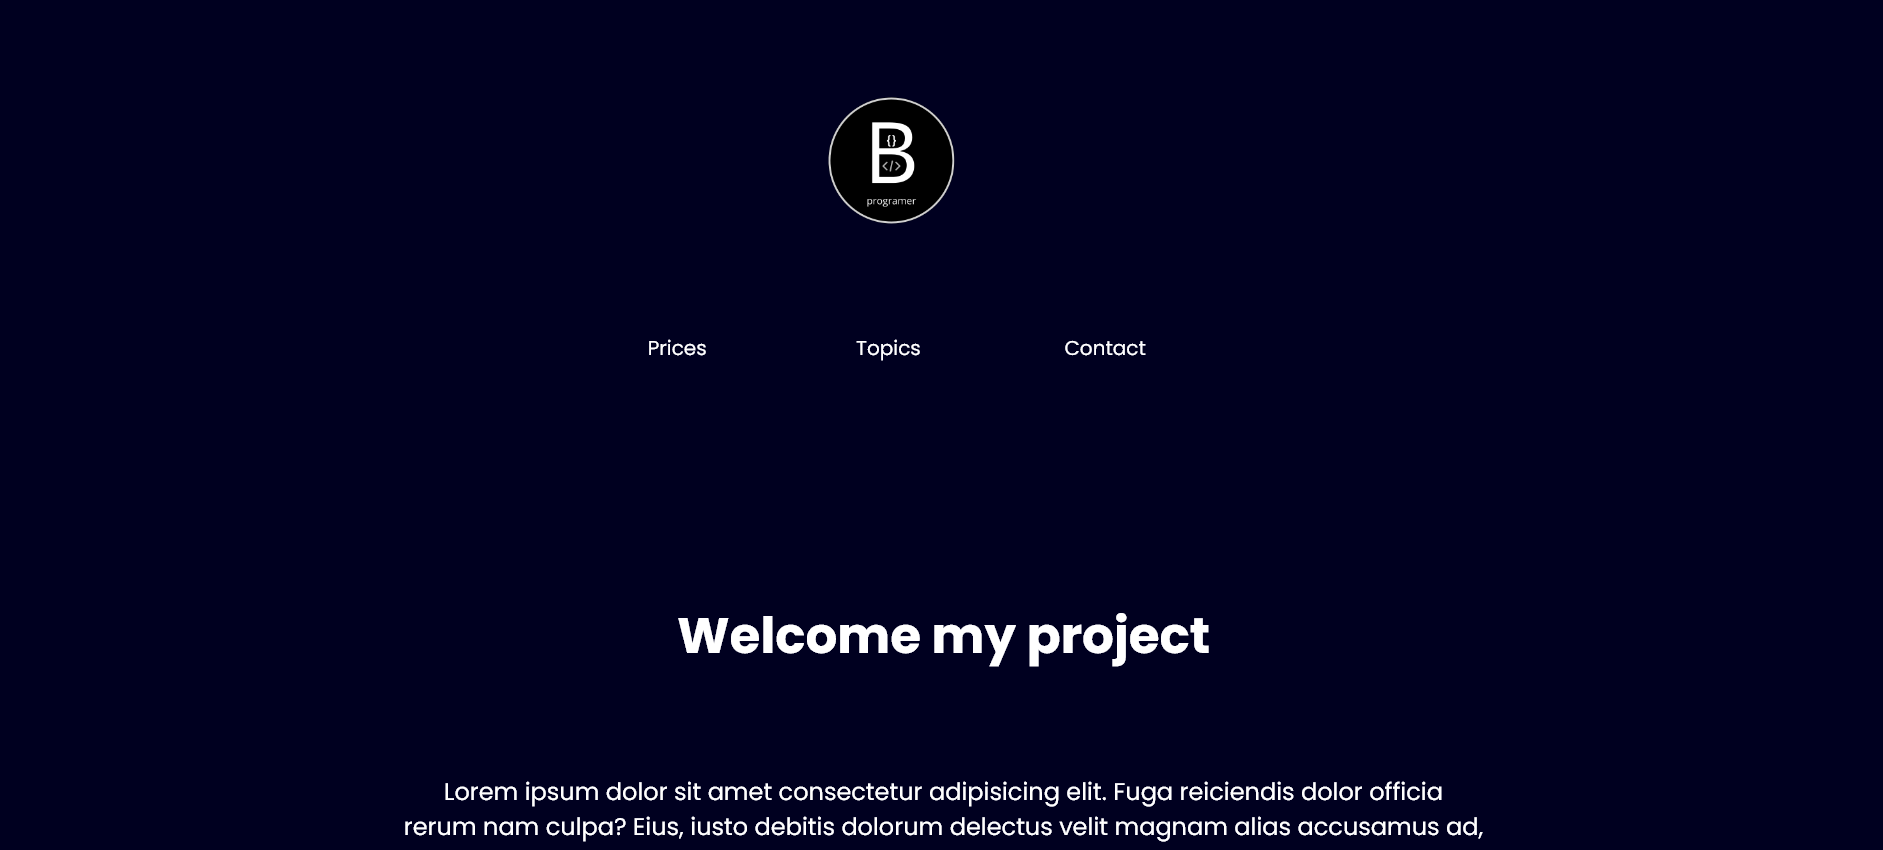 B
{}
</>
programer
Prices Topics Contact
Welcome my project
Lorem ipsum dolor sit amet consectetur adipisicing elit. Fuga reiciendis dolor officia
rerum nam culpa? Eius, iusto debitis dolorum delectus velit magnam alias accusamus ad,